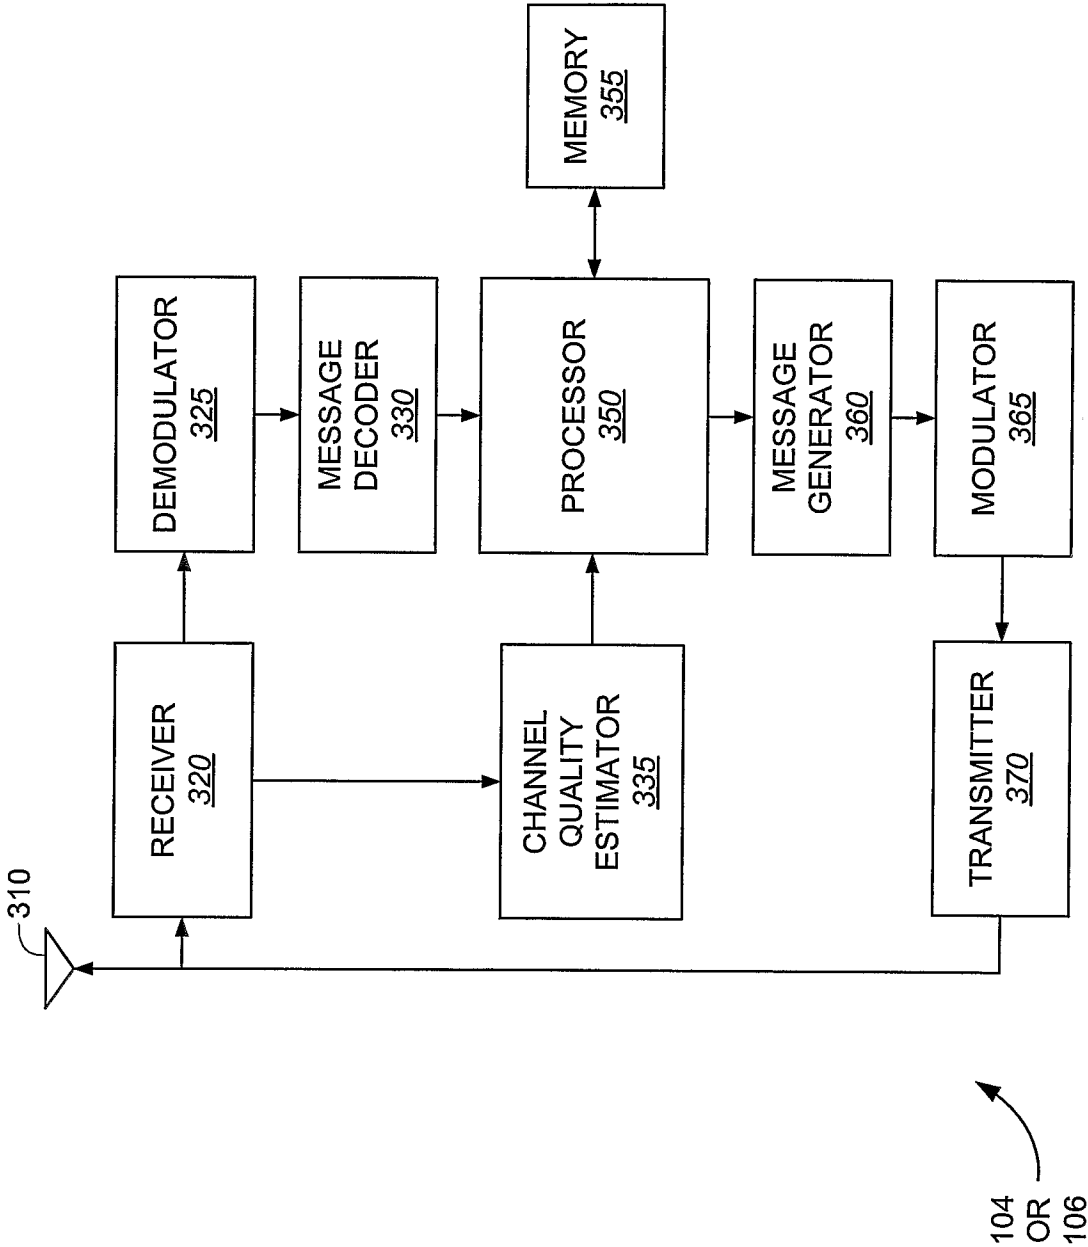 310
RECEIVER
320
DEMODULATOR
325
MESSAGE
DECODER
330
CHANNEL
QUALITY
ESTIMATOR
335
PROCESSOR
350
MEMORY
355
MESSAGE
GENERATOR
360
TRANSMITTER
370
MODULATOR
365
104
OR
106